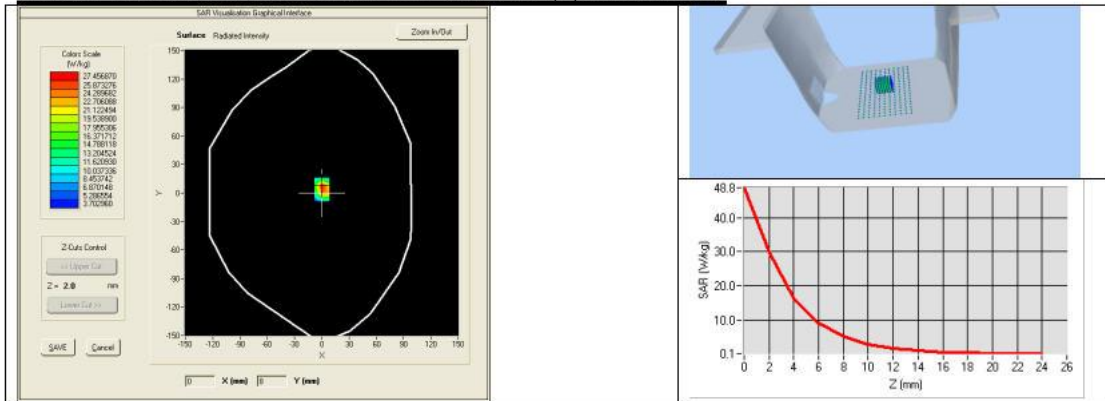 SAR Visualisation Graphical Interface
Surface Radiated Intensity
Zoom In/Out
Colors Scale
(W/kg)
27.456870
25.873276
24.289682
22.706088
21.122494
19.538900
17.955306
16.371712
14.788118
13.204524
11.620930
10.037336
8.453742
6.870148
5.286554
3.702960
Z-Cuts Control
<< Upper Cut
Z = 2.0 mm
Lower Cut >>
SAVE Cancel
150
120
90
60
30
0
-30
-60
-90
-120
-150
Y
-150 -120 -90 -60 -30 0 30 60 90 120 150
X
0 X (mm) 8 Y (mm)
48.8
40.0
30.0
20.0
10.0
0.1
SAR (W/kg)
0 2 4 6 8 10 12 14 16 18 20 22 24 26
Z (mm)